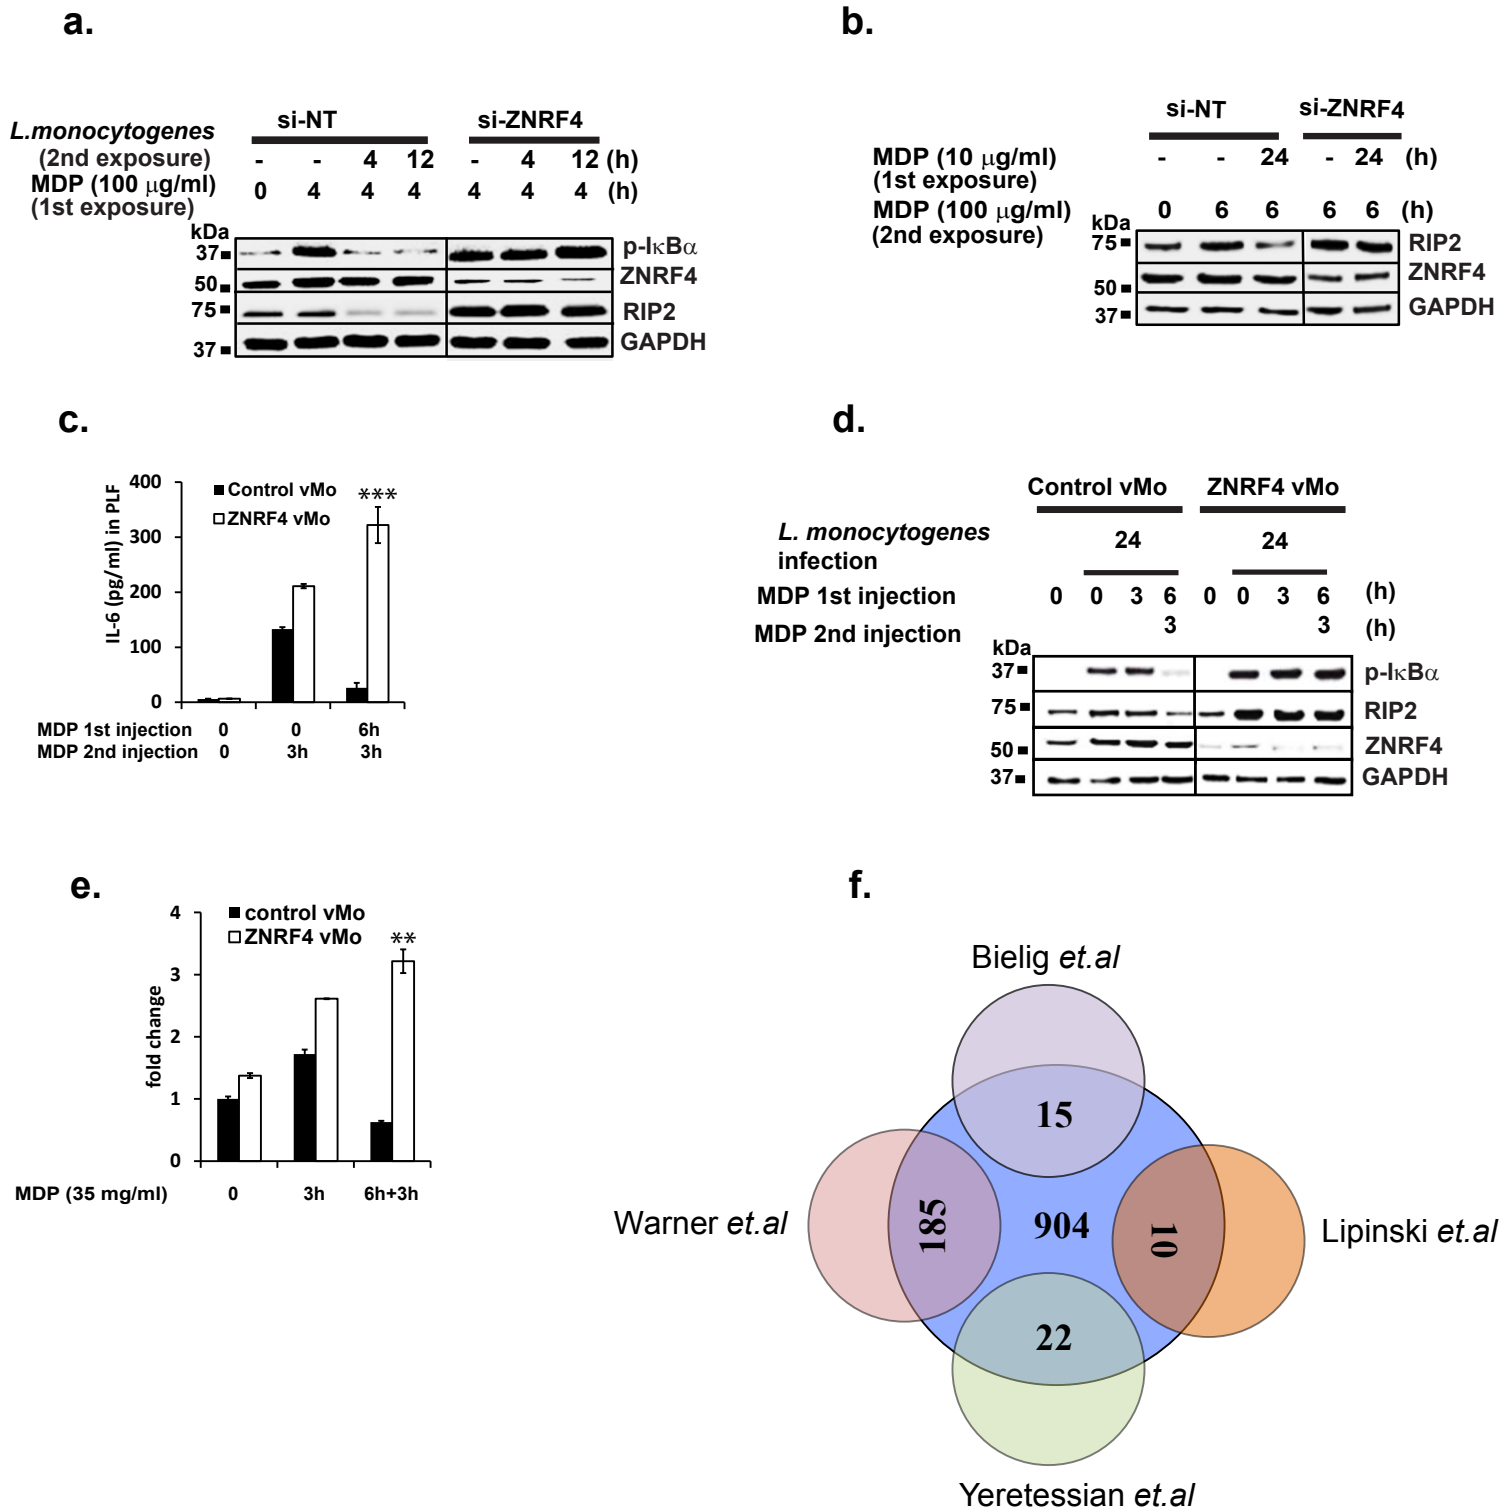 a.
si-NT si-ZNRF4
L.monocytogenes
(2nd exposure) - - 4 12 - 4 12 (h)
MDP (100 μg/ml) 0 4 4 4 4 4 4 (h)
(1st exposure)
kDa
37 p-IκBα
50 ZNRF4
75 RIP2
37 GAPDH
b.
si-NT si-ZNRF4
MDP (10 μg/ml) - - 24 - 24 (h)
(1st exposure)
MDP (100 μg/ml) 0 6 6 6 6 (h)
(2nd exposure)
kDa
75 RIP2
50 ZNRF4
37 GAPDH
c.
IL-6 (pg/ml) in PLF
400
300
200
100
0
Control vMo
ZNRF4 vMo
***
MDP 1st injection 0 0 6h
MDP 2nd injection 0 3h 3h
d.
Control vMo ZNRF4 vMo
L. monocytogenes
infection
24 24
MDP 1st injection 0 0 3 6 0 0 3 6 (h)
MDP 2nd injection 3 3 (h)
kDa
37 p-IκBα
75 RIP2
50 ZNRF4
37 GAPDH
e.
fold change
4
3
2
1
0
control vMo
ZNRF4 vMo
**
MDP (35 mg/ml) 0 3h 6h+3h
f.
Bielig et.al
15
Warner et.al
185
904
10
Lipinski et.al
22
Yeretessian et.al